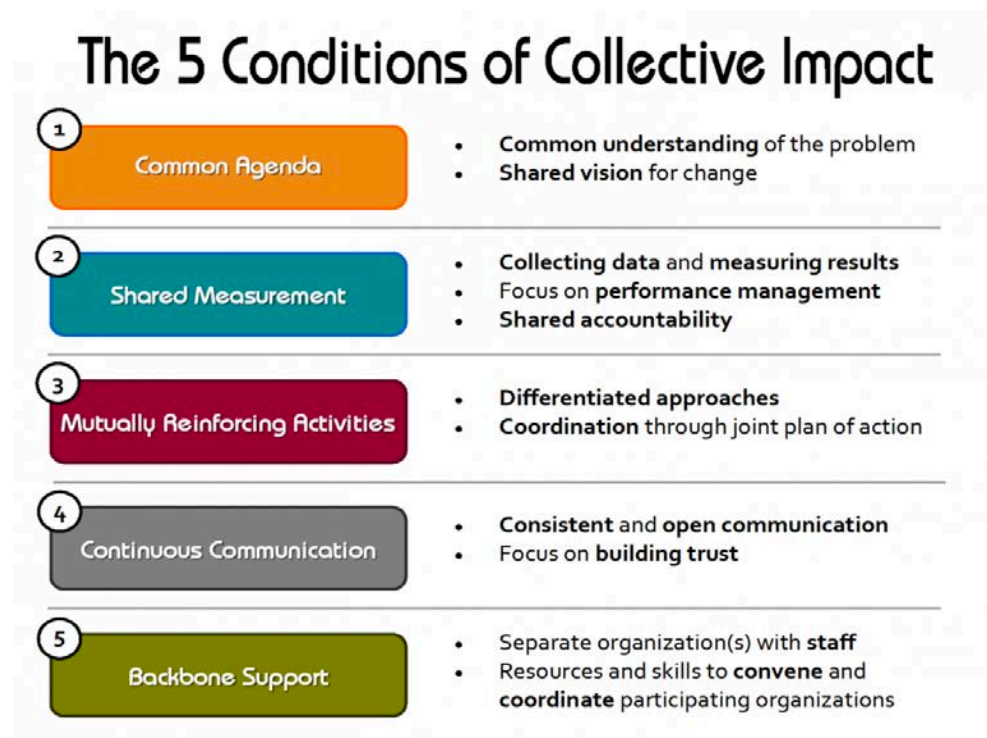 The 5 Conditions of Collective Impact
1
Common Agenda
• Common understanding of the problem
• Shared vision for change
2
Shared Measurement
• Collecting data and measuring results
• Focus on performance management
• Shared accountability
3
Mutually Reinforcing Activities
• Differentiated approaches
• Coordination through joint plan of action
4
Continuous Communication
• Consistent and open communication
• Focus on building trust
5
Backbone Support
• Separate organization(s) with staff
• Resources and skills to convene and
coordinate participating organizations